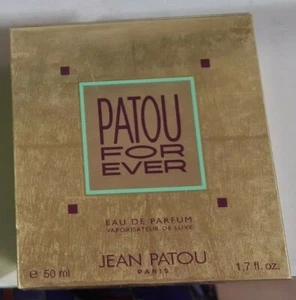 PATOU
FOR
EVER
EAU DE PARFUM
VAPORISATEUR DE LUXE
JEAN PATOU
PARIS
e 50 ml 1.7 fl. oz.